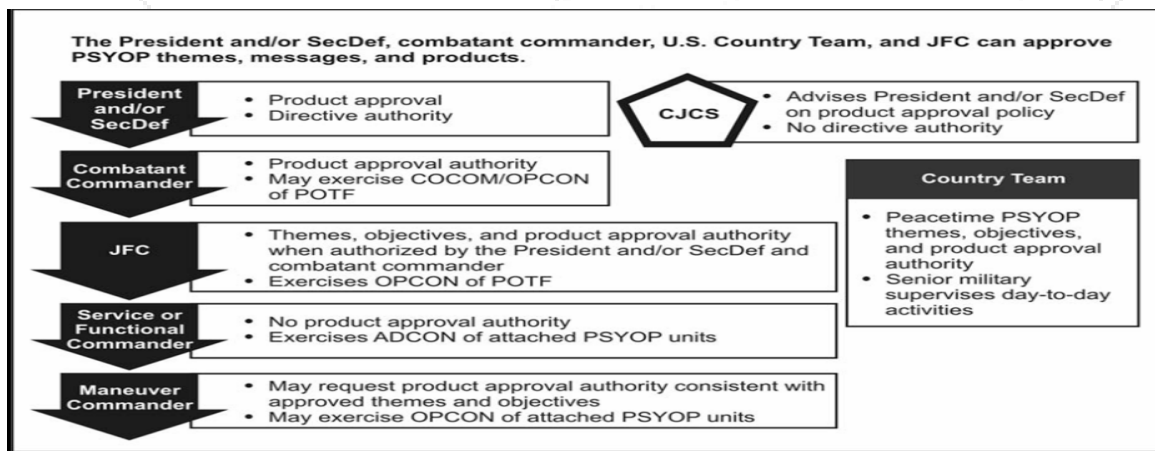 The President and/or SecDef, combatant commander, U.S. Country Team, and JFC can approve
PSYOP themes, messages, and products.
President
and/or
SecDef
• Product approval
• Directive authority
CJCS
• Advises President and/or SecDef
on product approval policy
• No directive authority
Combatant
Commander
• Product approval authority
• May exercise COCOM/OPCON
of POTF
Country Team
• Peacetime PSYOP
themes, objectives,
and product approval
authority
• Senior military
supervises day-to-day
activities
JFC
• Themes, objectives, and product approval authority
when authorized by the President and/or SecDef and
combatant commander
• Exercises OPCON of POTF
Service or
Functional
Commander
• No product approval authority
• Exercises ADCON of attached PSYOP units
Maneuver
Commander
• May request product approval authority consistent with
approved themes and objectives
• May exercise OPCON of attached PSYOP units